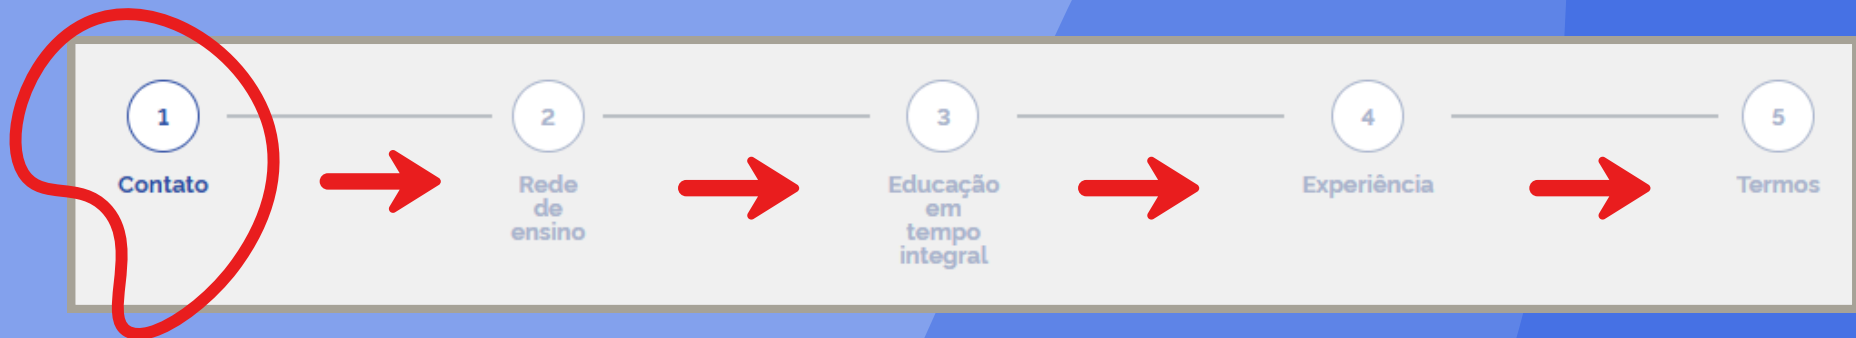 1
Contato
2
Rede
de
ensino
3
Educação
em
tempo
integral
4
Experiência
5
Termos